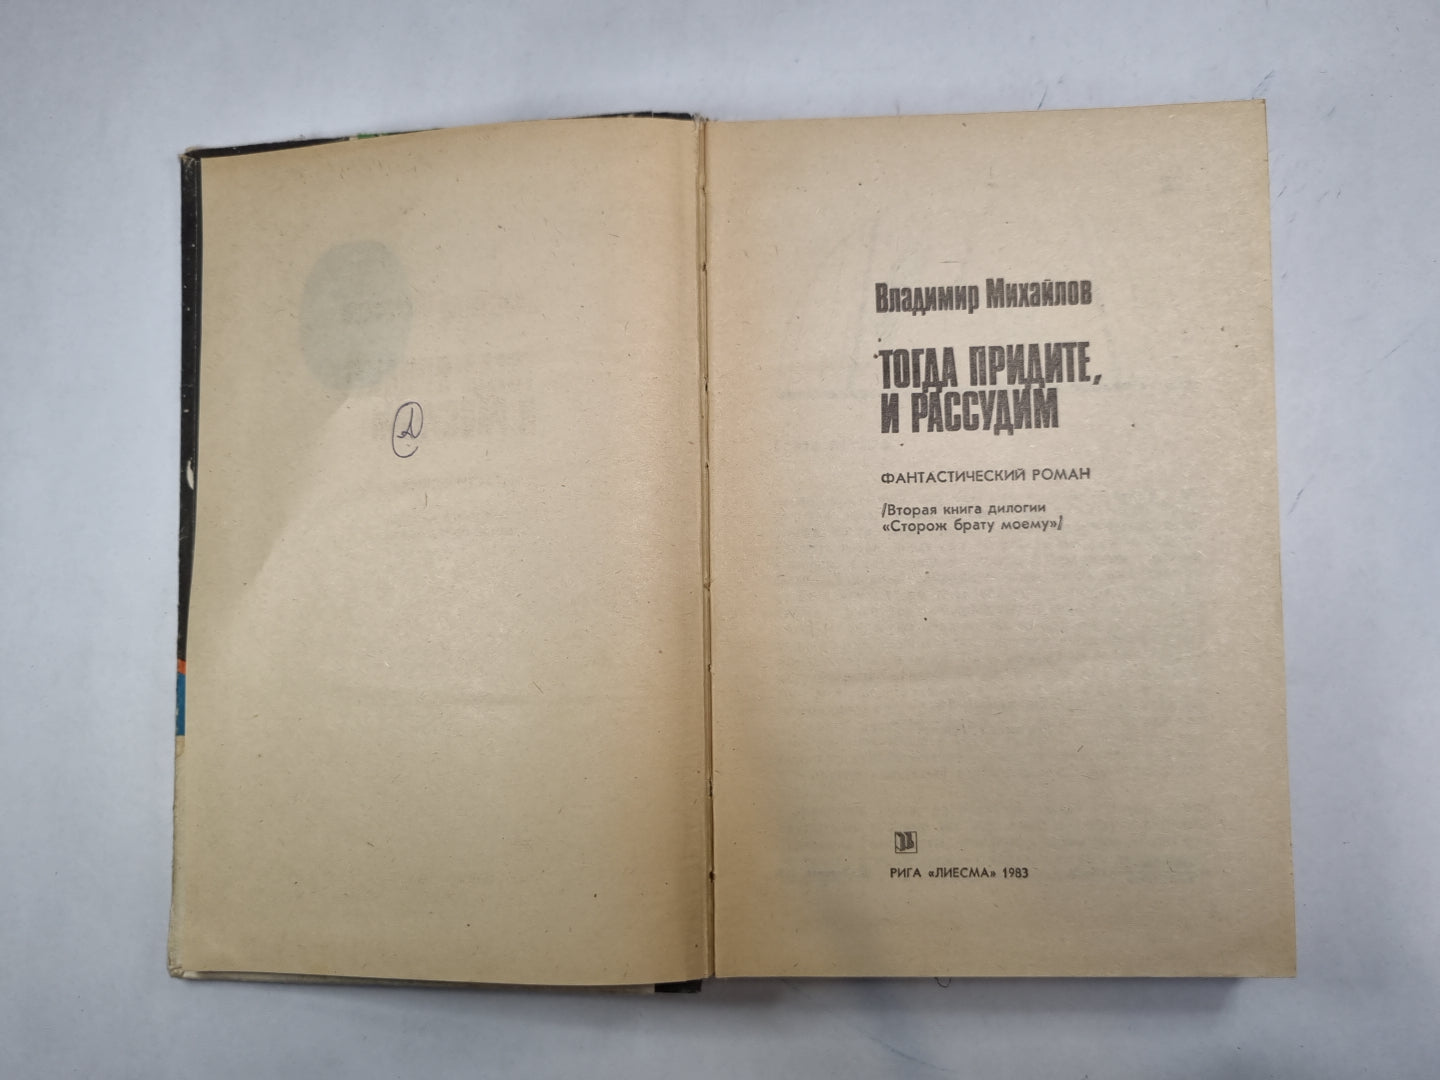 Владимир Михайлов
ТОГДА ПРИДИТЕ,
И РАССУДИМ
ФАНТАСТИЧЕСКИЙ РОМАН
/Вторая книга дилогии
«Сторож брату моему»/
РИГА «ЛИЕСМА» 1983